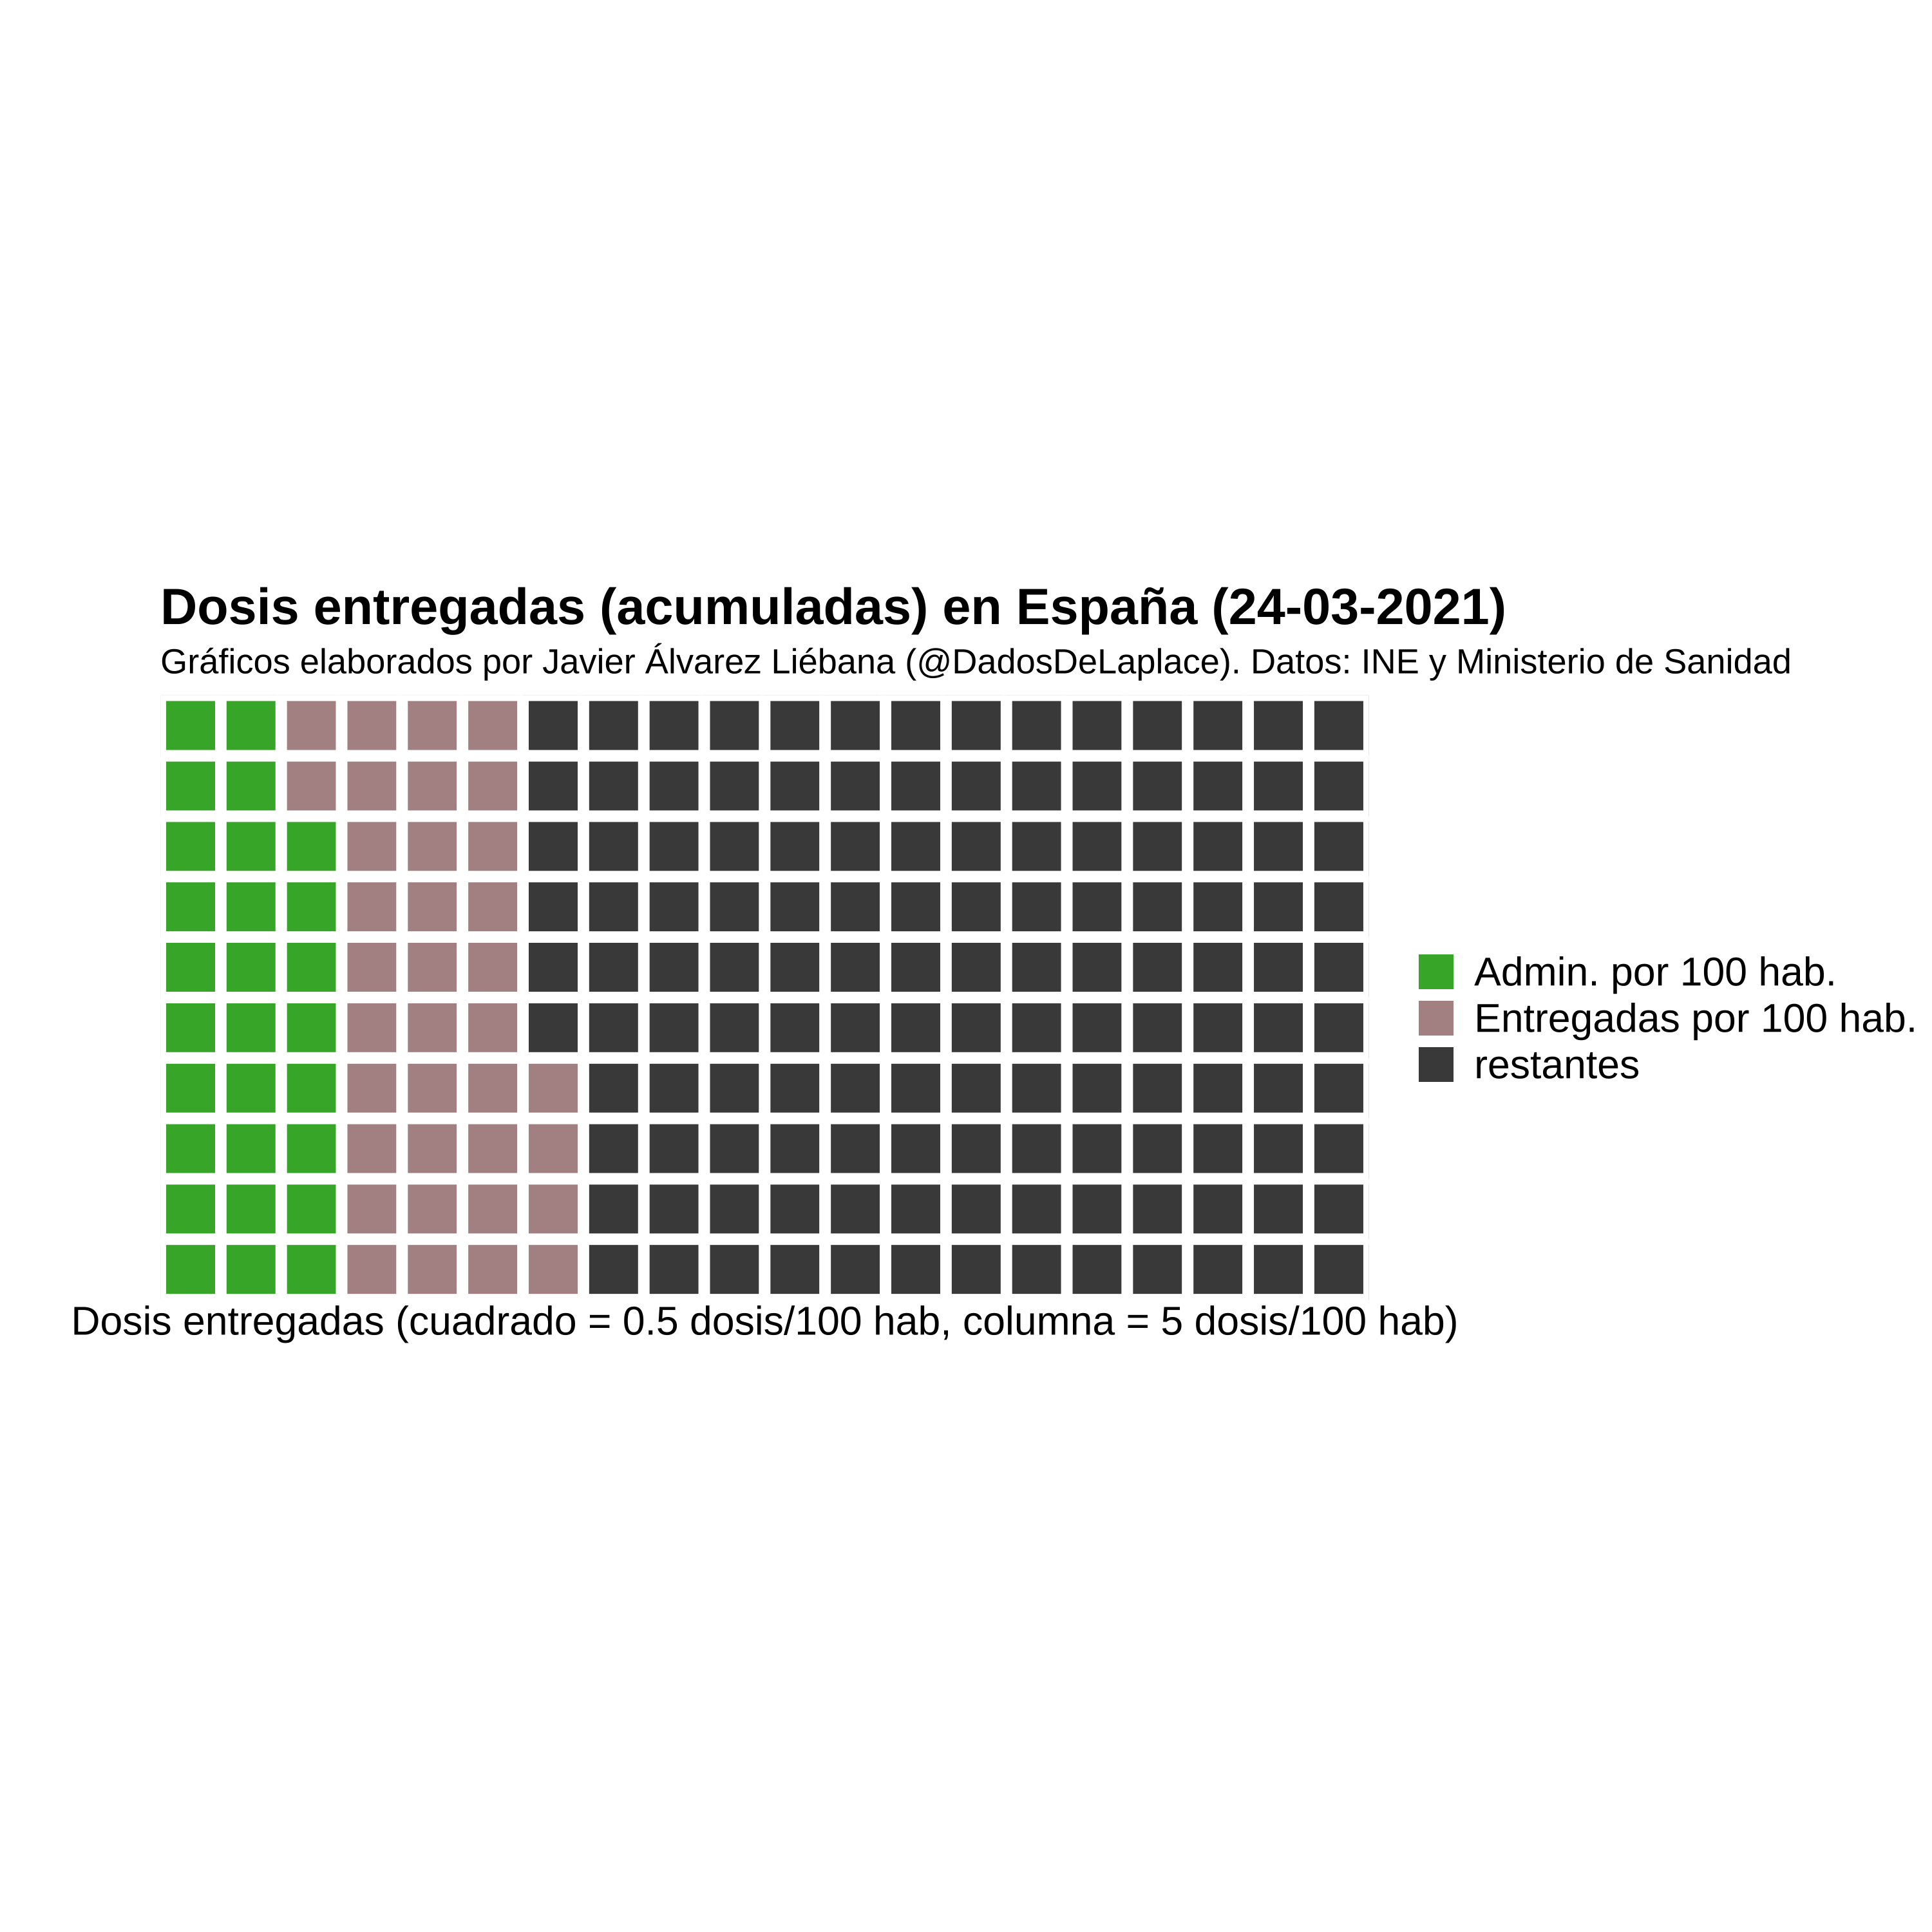 Dosis entregadas (acumuladas) en España (24-03-2021)
Gráficos elaborados por Javier Álvarez Liébana (@DadosDeLaplace). Datos: INE y Ministerio de Sanidad
Admin. por 100 hab.
Entregadas por 100 hab.
restantes
Dosis entregadas (cuadrado = 0.5 dosis/100 hab, columna = 5 dosis/100 hab)